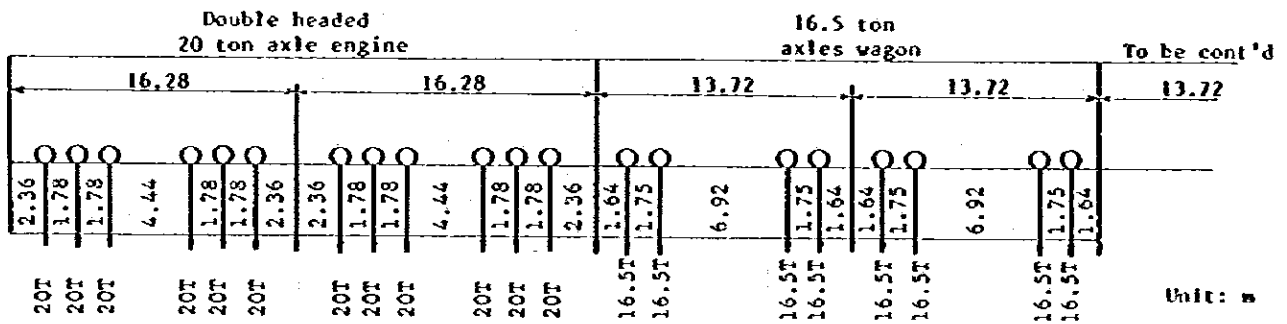 Double headed
20 ton axle engine
16.5 ton
axles wagon
To be cont'd
16.28 16.28 13.72 13.72 13.72
2.36 1.78 1.78 4.44 1.78 1.78 2.36 2.36 1.78 1.78 4.44 1.78 1.78 2.36 1.64 1.75 6.92 1.75 1.64 1.64 1.75 6.92 1.75 1.64
20T 20T 20T 20T 20T 20T 20T 20T 20T 20T 20T 20T 16.5T 16.5T 16.5T 16.5T 16.5T 16.5T 16.5T 16.5T
Unit: m